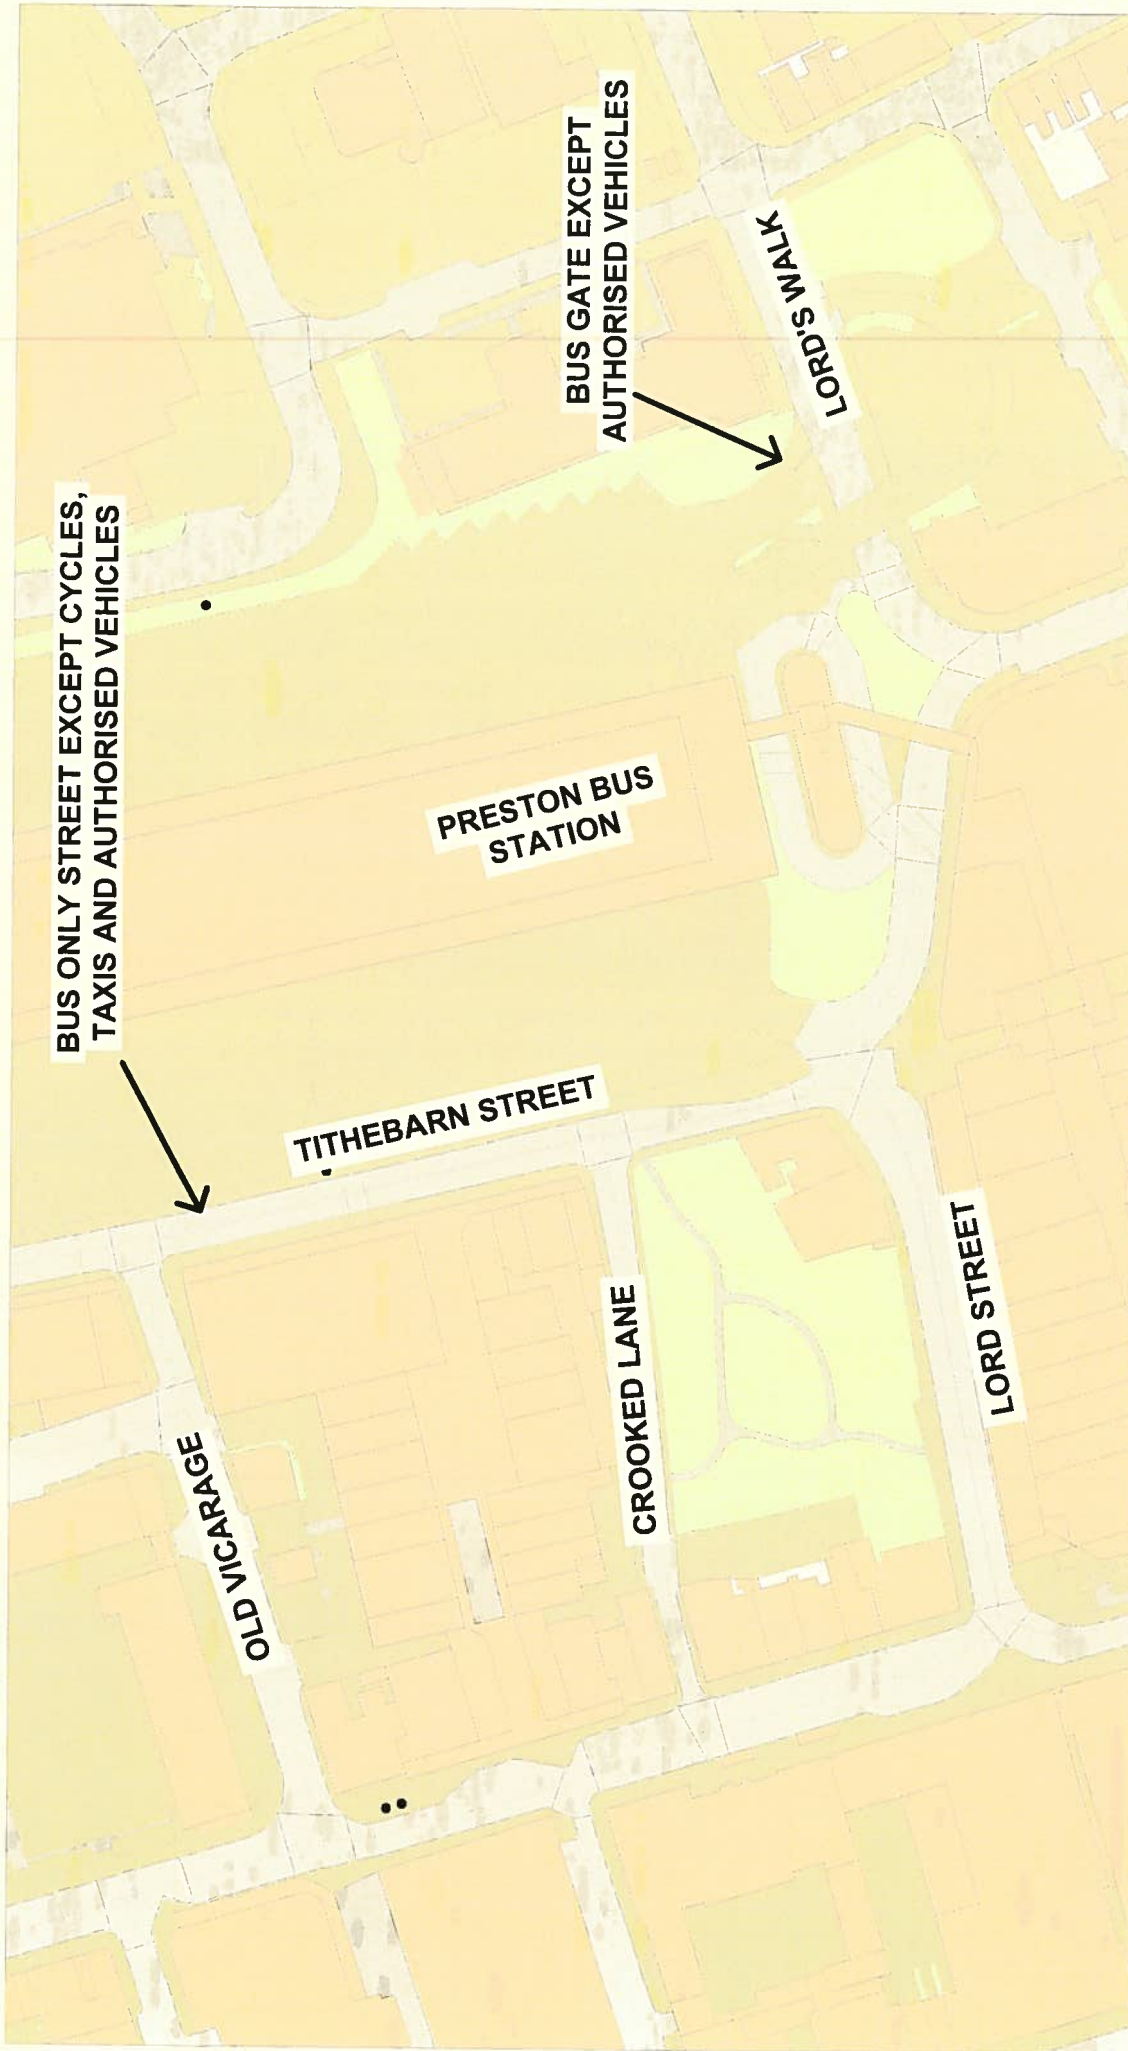 BUS ONLY STREET EXCEPT CYCLES,
TAXIS AND AUTHORISED VEHICLES
BUS GATE EXCEPT
AUTHORISED VEHICLES
LORD'S WALK
PRESTON BUS
STATION
TITHEBARN STREET
CROOKED LANE
OLD VICARAGE
LORD STREET